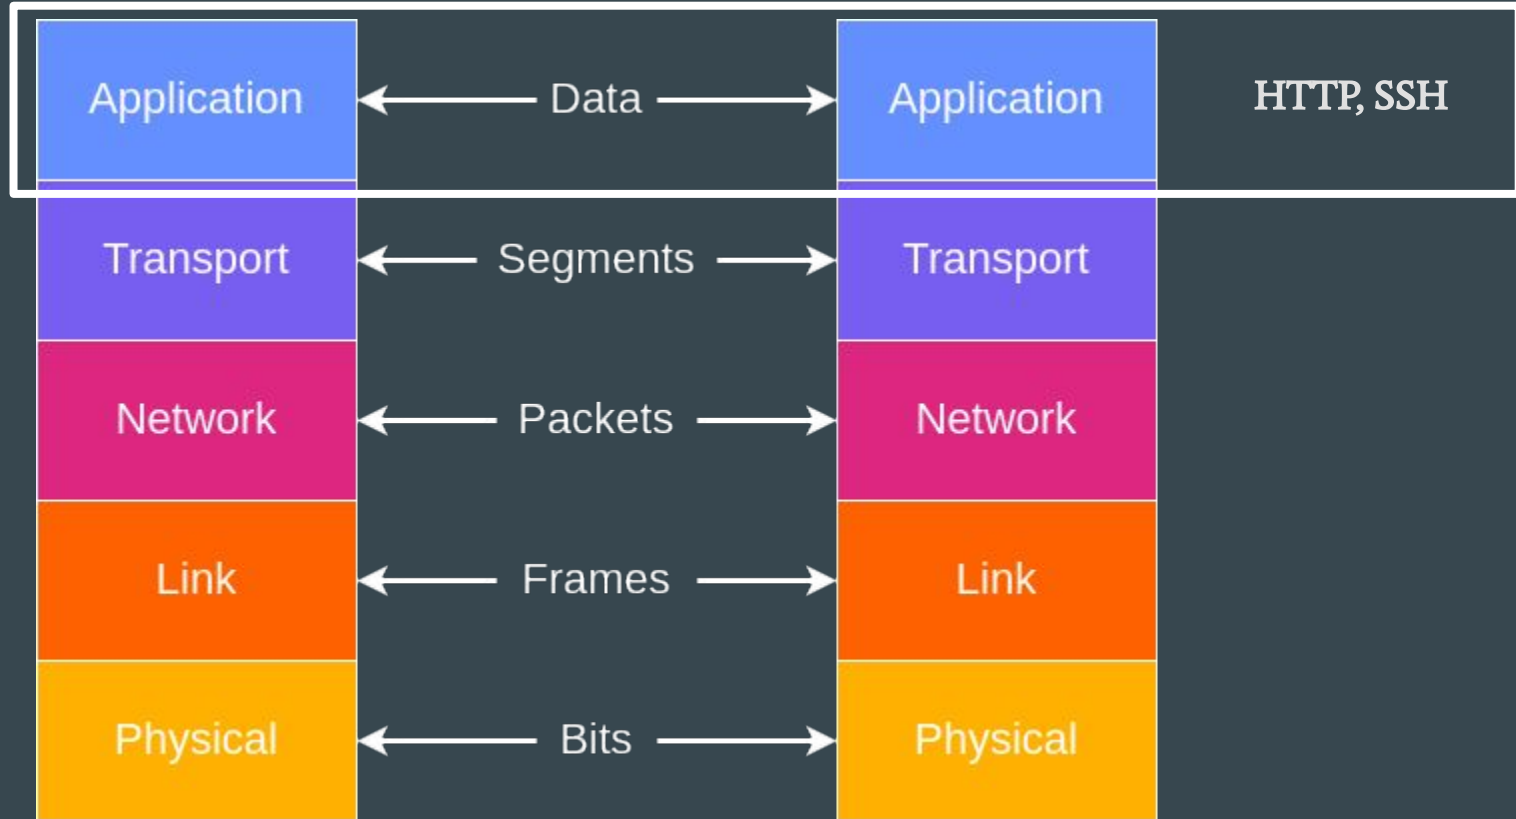 Application Data Application HTTP, SSH
Transport Segments Transport
Network Packets Network
Link Frames Link
Physical Bits Physical